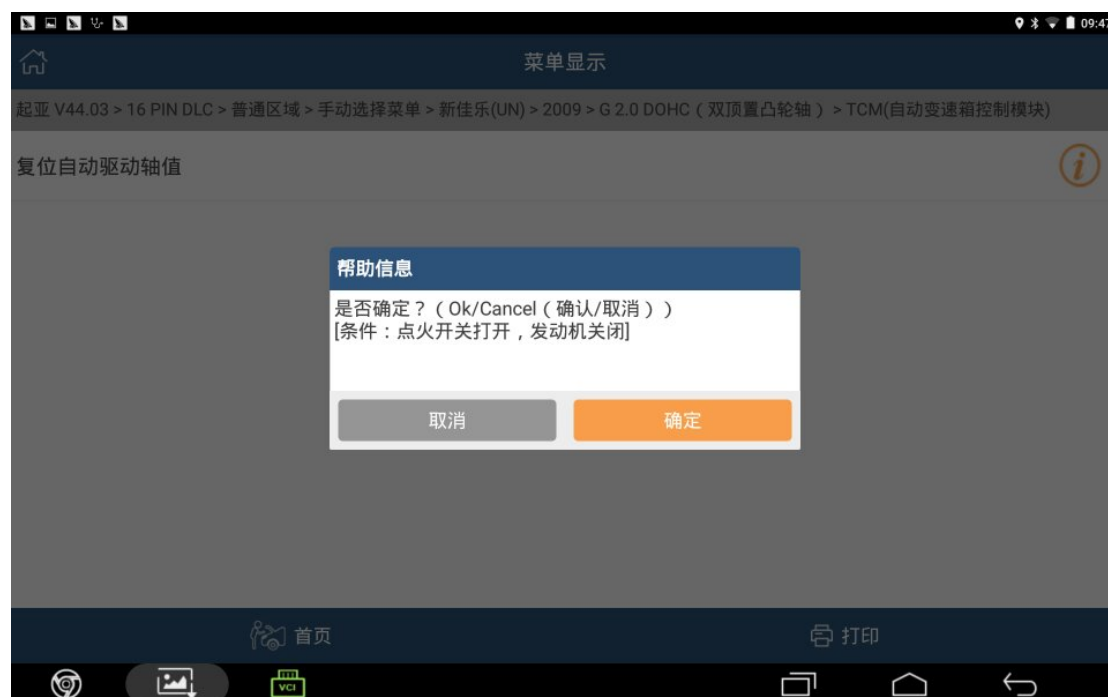 09:47
菜单显示
起亚 V44.03 > 16 PIN DLC > 普通区域 > 手动选择菜单 > 新佳乐(UN) > 2009 > G 2.0 DOHC（双顶置凸轮轴）> TCM(自动变速箱控制模块)
复位自动驱动轴值
i
帮助信息
是否确定？（Ok/Cancel（确认/取消））
[条件：点火开关打开，发动机关闭]
取消 确定
首页 打印
VCI